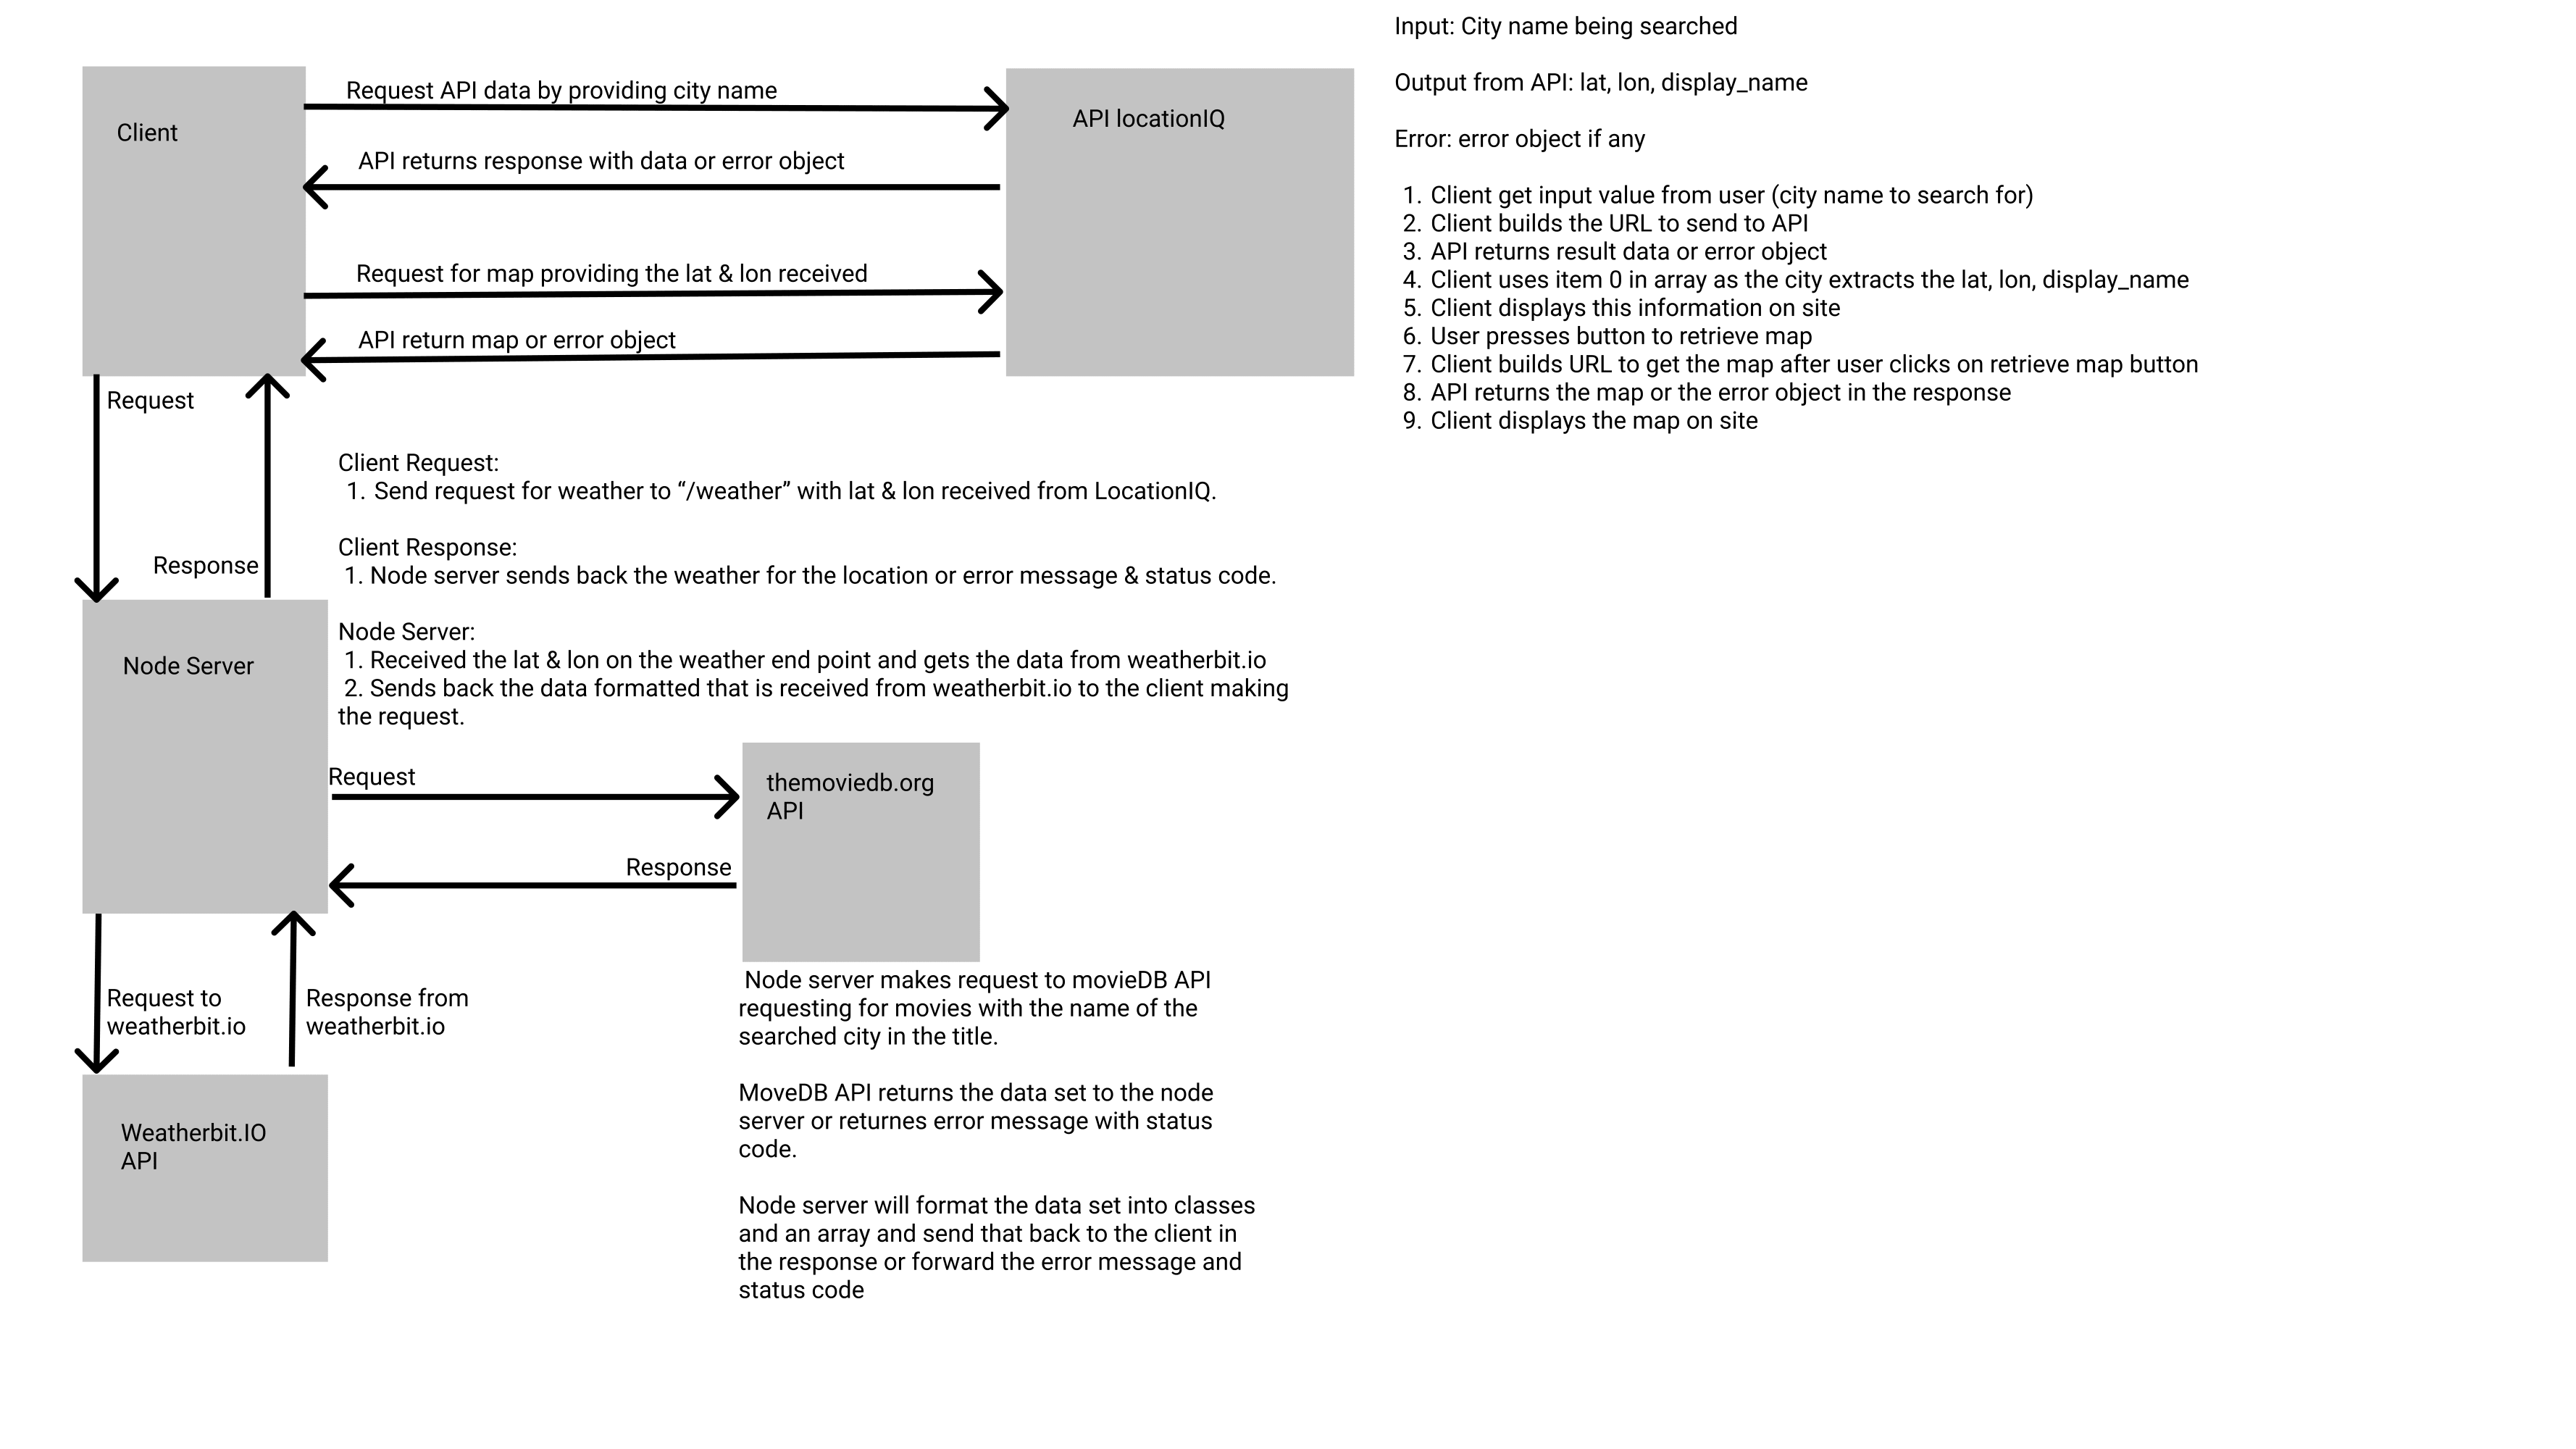 Input: City name being searched
Output from API: lat, lon, display_name
Error: error object if any
1. Client get input value from user (city name to search for)
2. Client builds the URL to send to API
3. API returns result data or error object
4. Client uses item 0 in array as the city extracts the lat, lon, display_name
5. Client displays this information on site
6. User presses button to retrieve map
7. Client builds URL to get the map after user clicks on retrieve map button
8. API returns the map or the error object in the response
9. Client displays the map on site
Client
Request API data by providing city name
API locationIQ
API returns response with data or error object
Request for map providing the lat & lon received
API return map or error object
Request
Response
Client Request:
1. Send request for weather to “/weather” with lat & lon received from LocationIQ.
Client Response:
1. Node server sends back the weather for the location or error message & status code.
Node Server:
1. Received the lat & lon on the weather end point and gets the data from weatherbit.io
2. Sends back the data formatted that is received from weatherbit.io to the client making
the request.
Node Server
Request
Response
themoviedb.org
API
Request to
weatherbit.io
Response from
weatherbit.io
Weatherbit.IO
API
Node server makes request to movieDB API
requesting for movies with the name of the
searched city in the title.
MoveDB API returns the data set to the node
server or returnes error message with status
code.
Node server will format the data set into classes
and an array and send that back to the client in
the response or forward the error message and
status code